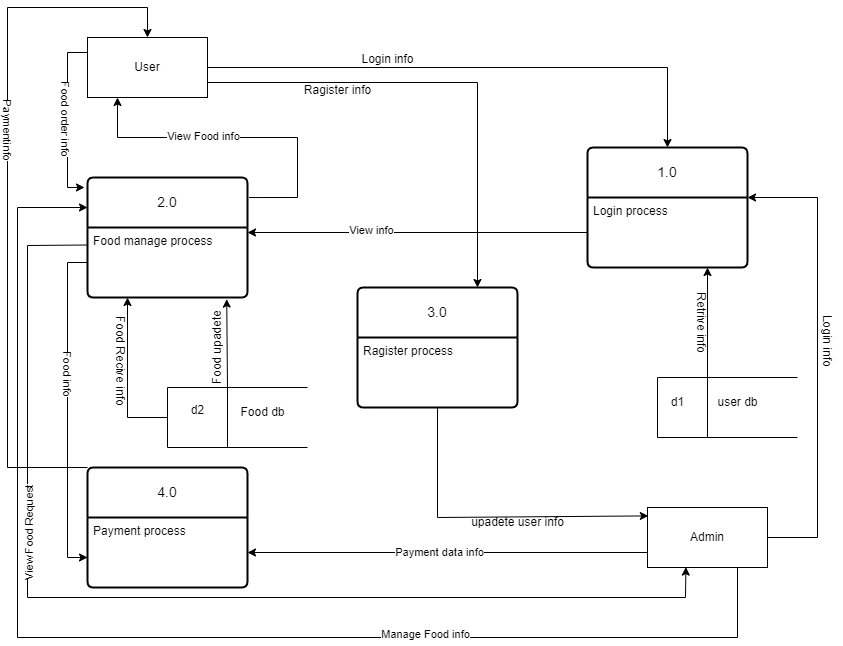 Login info
User
Ragister info
Paymentinfo
Food order info
View Food info
1.0
2.0
Login process
Food manage process
View info
3.0
Ragister process
Retrive info
Login info
Food info
Food Recive info
Food upadete
d2
Food db
d1
user db
4.0
Payment process
upadete user info
Admin
Payment data info
View Food Request
Manage Food info